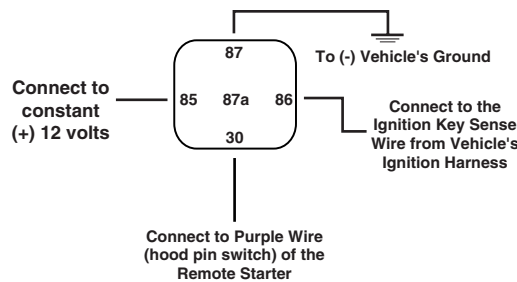 87
To (-) Vehicle's Ground
Connect to
constant
(+) 12 volts
85 87a 86
Connect to the
Ignition Key Sense
Wire from Vehicle's
Ignition Harness
30
Connect to Purple Wire
(hood pin switch) of the
Remote Starter